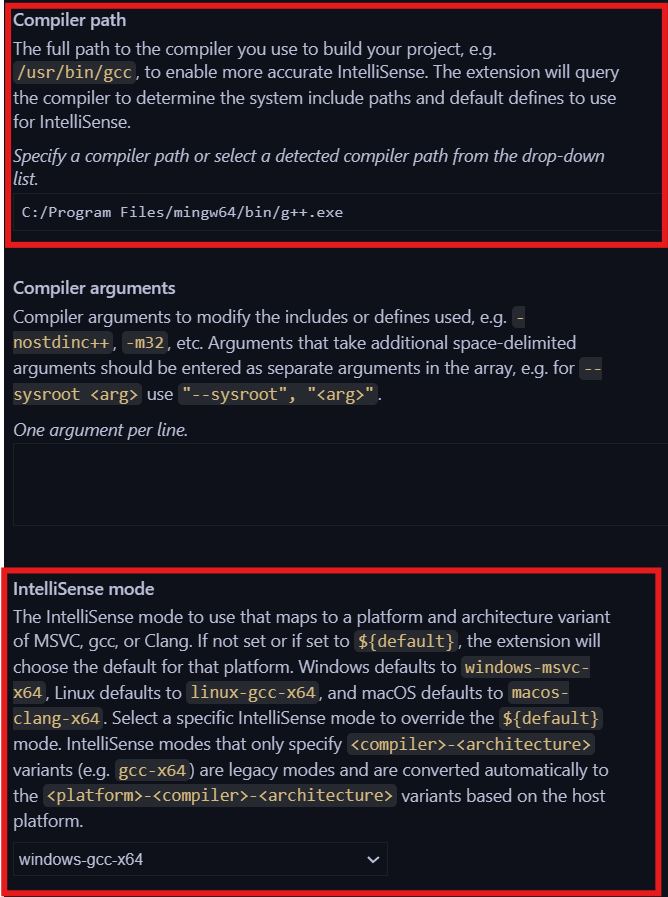 Compiler path
The full path to the compiler you use to build your project, e.g.
/usr/bin/gcc, to enable more accurate IntelliSense. The extension will query
the compiler to determine the system include paths and default defines to use
for IntelliSense.
Specify a compiler path or select a detected compiler path from the drop-down
list.
C:/Program Files/mingw64/bin/g++.exe
Compiler arguments
Compiler arguments to modify the includes or defines used, e.g. -
nostdinc++, -m32, etc. Arguments that take additional space-delimited
arguments should be entered as separate arguments in the array, e.g. for --
sysroot <arg> use "--sysroot", "<arg>".
One argument per line.
IntelliSense mode
The IntelliSense mode to use that maps to a platform and architecture variant
of MSVC, gcc, or Clang. If not set or if set to ${default}, the extension will
choose the default for that platform. Windows defaults to windows-msvc-
x64, Linux defaults to linux-gcc-x64, and macOS defaults to macos-
clang-x64. Select a specific IntelliSense mode to override the ${default}
mode. IntelliSense modes that only specify <compiler>-<architecture>
variants (e.g. gcc-x64) are legacy modes and are converted automatically to
the <platform>-<compiler>-<architecture> variants based on the host
platform.
windows-gcc-x64